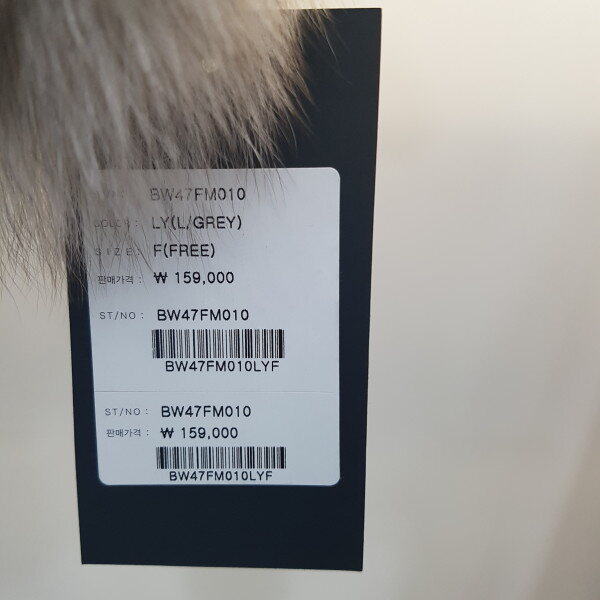 BW47FM010
COLOR : LY(L/GREY)
SIZE : F(FREE)
판매가격 : ₩ 159,000
ST/NO : BW47FM010
BW47FM010LYF
ST/NO : BW47FM010
판매가격 : ₩ 159,000
BW47FM010LYF